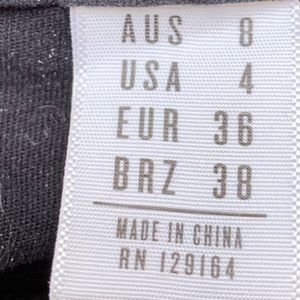 AUS 8
USA 4
EUR 36
BRZ 38
MADE IN CHINA
RN 129164